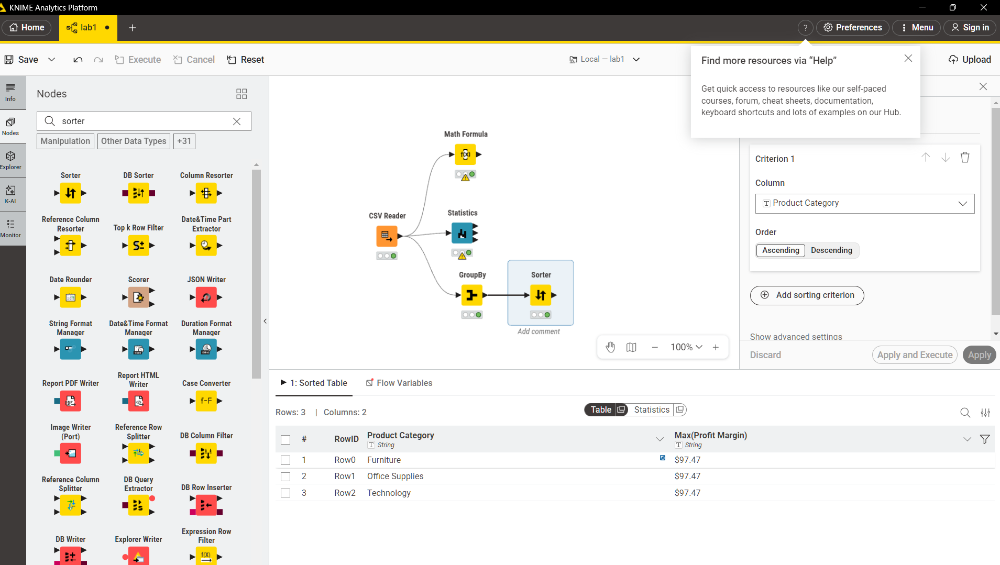 KNIME Analytics Platform
Home
lab1
?
Preferences
Menu
Sign in
Save
Execute
Cancel
Reset
Local — lab1
Upload
Find more resources via “Help”
Get quick access to resources like our self-paced
courses, forum, cheat sheets, documentation,
keyboard shortcuts and lots of examples on our Hub.
Info
Nodes
Explorer
K-AI
Monitor
Nodes
sorter
Manipulation
Other Data Types
+31
Sorter
DB Sorter
Column Resorter
Reference Column
Resorter
Top k Row Filter
Date&Time Part
Extractor
Date Rounder
Scorer
JSON Writer
String Format
Manager
Date&Time Format
Manager
Duration Format
Manager
Report PDF Writer
Report HTML
Writer
Case Converter
Image Writer
(Port)
Reference Row
Splitter
DB Column Filter
Reference Column
Splitter
DB Query
Extractor
DB Row Inserter
DB Writer
Explorer Writer
Expression Row
Filter
Math Formula
f(x)
CSV Reader
Statistics
GroupBy
Sorter
Add comment
100%
Criterion 1
Column
T Product Category
Order
Ascending
Descending
Add sorting criterion
Show advanced settings
Discard
Apply and Execute
Apply
1: Sorted Table
Flow Variables
Rows: 3 | Columns: 2
Table
Statistics
# RowID Product Category Max(Profit Margin)
T String T String
1 Row0 Furniture $97.47
2 Row1 Office Supplies $97.47
3 Row2 Technology $97.47